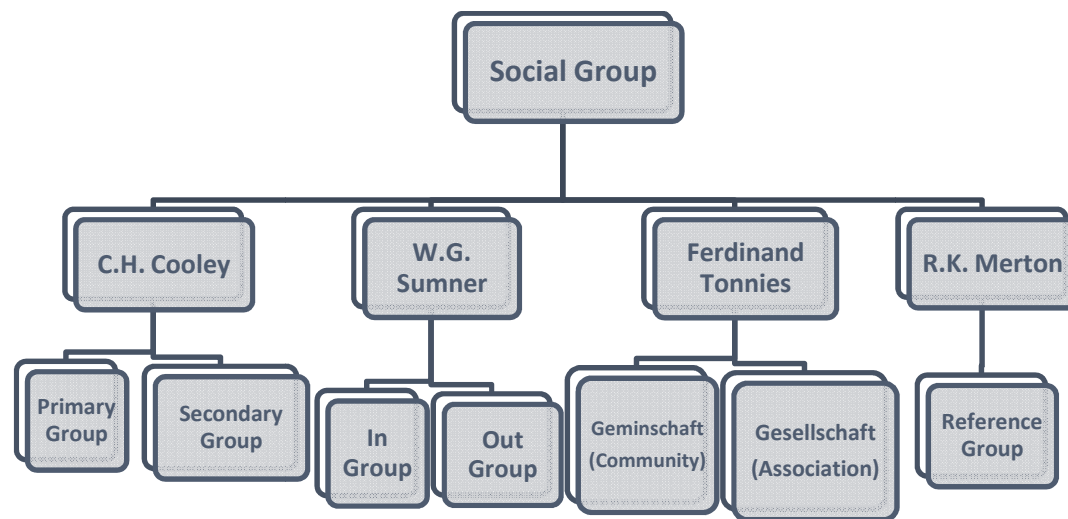 Social Group
C.H. Cooley
W.G.
Sumner
Ferdinand
Tonnies
R.K. Merton
Primary
Group
Secondary
Group
In
Group
Out
Group
Geminschaft
(Community)
Gesellschaft
(Association)
Reference
Group